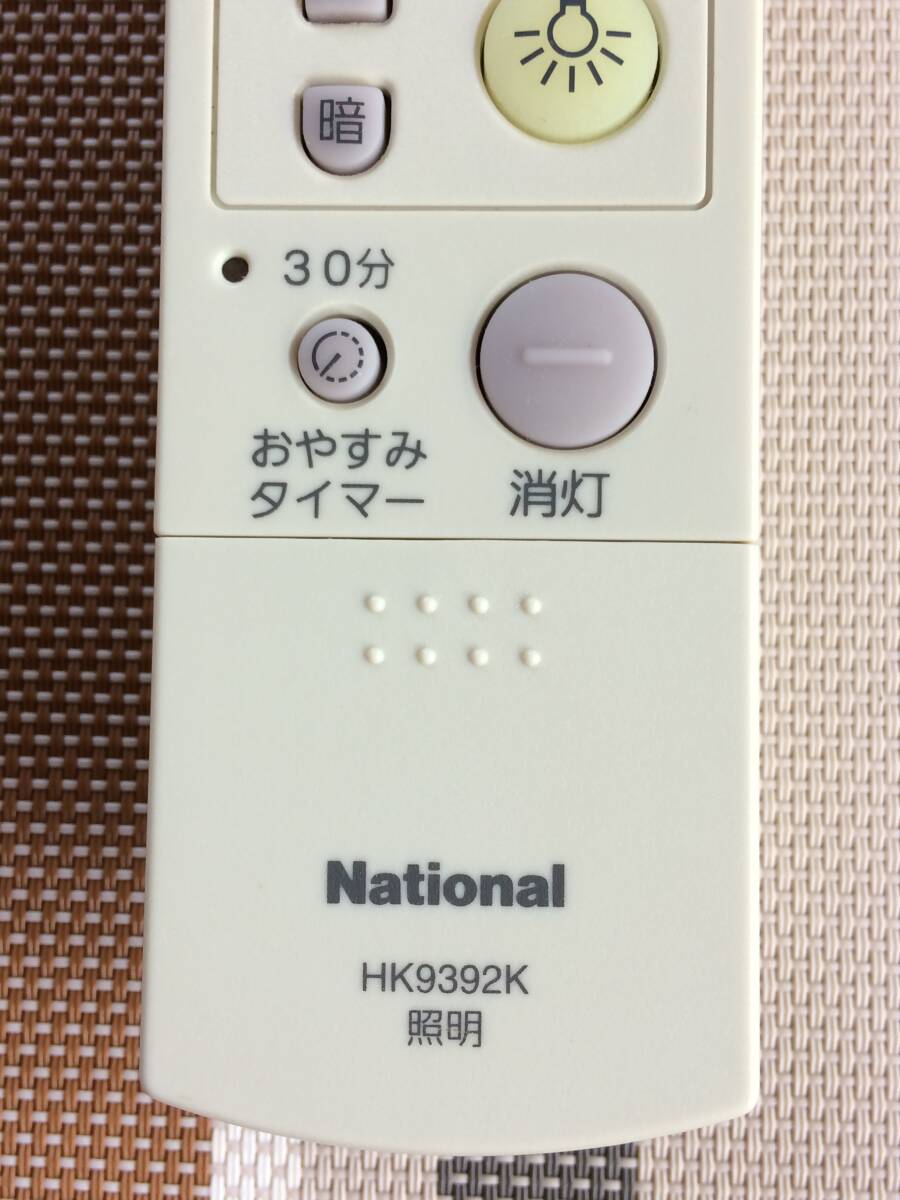 暗
30分
おやすみ
タイマー
消灯
National
HK9392K
照明